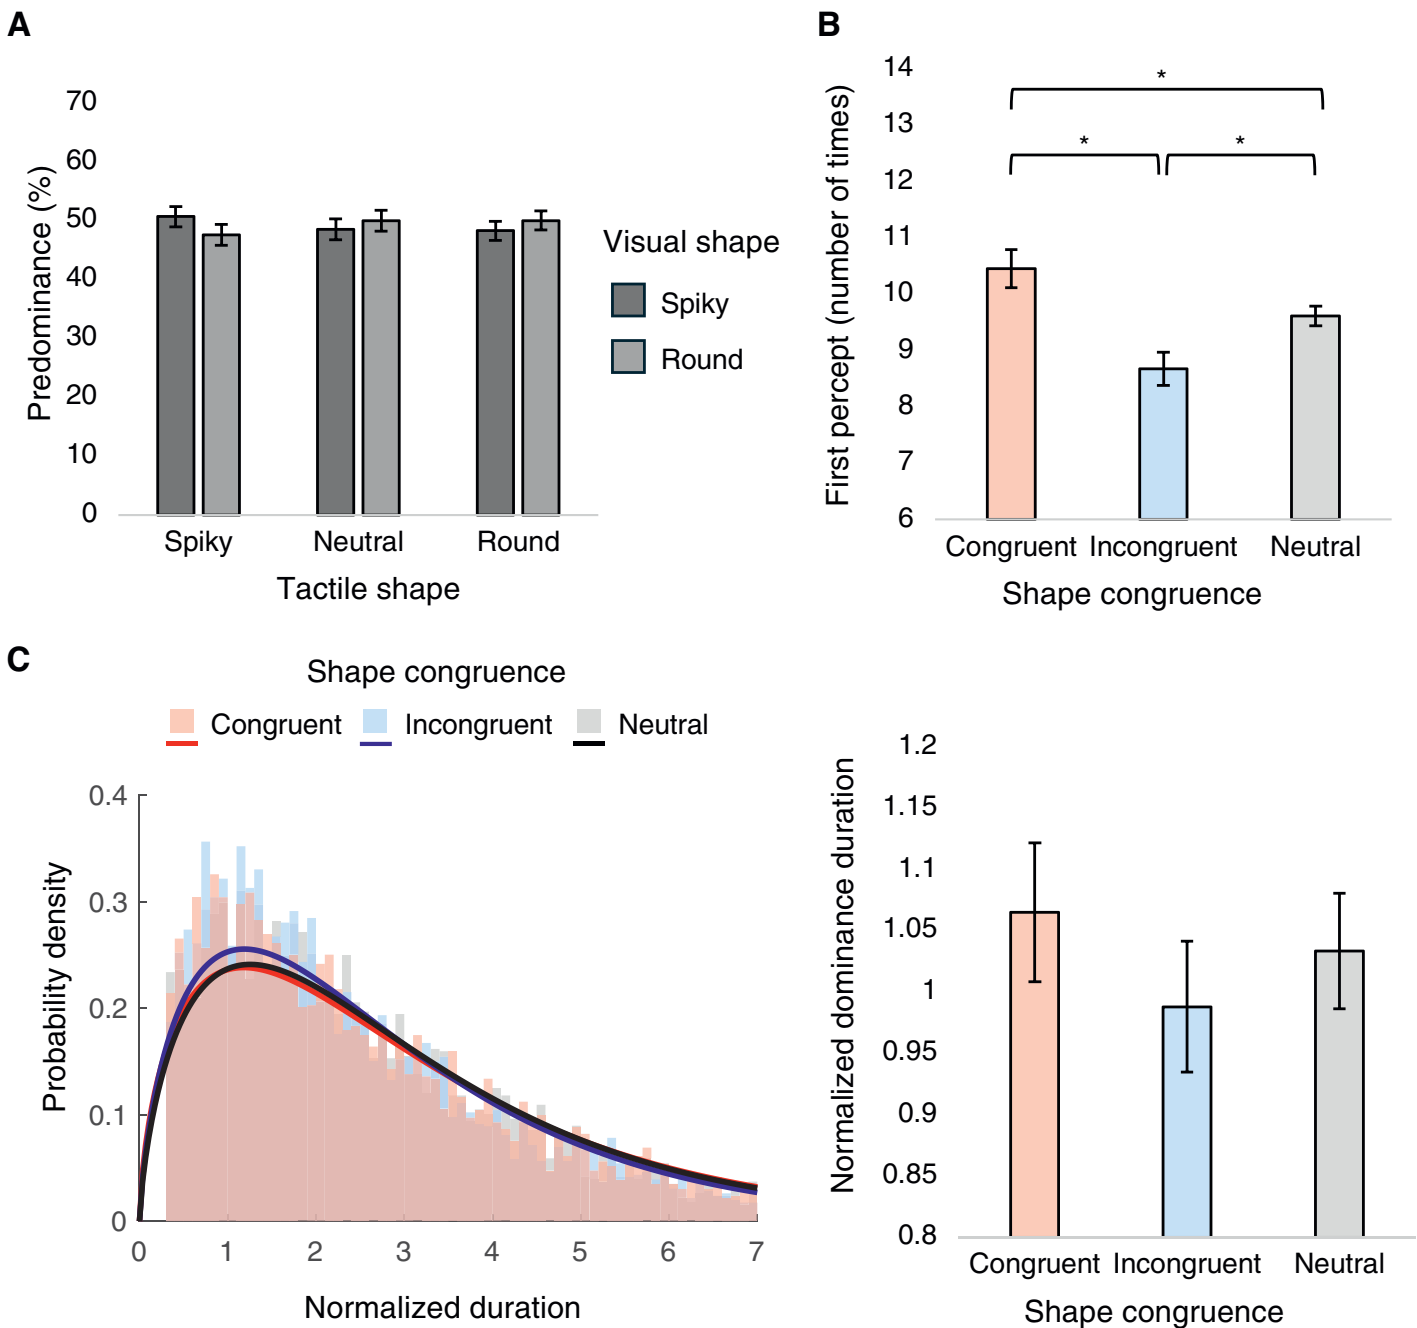 A
70
60
50
40
30
20
10
0
Predominance (%)
Spiky
Neutral
Round
Tactile shape
Visual shape
Spiky
Round
B
14
13
12
11
10
9
8
7
6
First percept (number of times)
*
*
*
Congruent
Incongruent
Neutral
Shape congruence
C
Shape congruence
Congruent
Incongruent
Neutral
0.4
0.3
0.2
0.1
0
Probability density
0
1
2
3
4
5
6
7
Normalized duration
1.2
1.15
1.1
1.05
1
0.95
0.9
0.85
0.8
Normalized dominance duration
Congruent
Incongruent
Neutral
Shape congruence